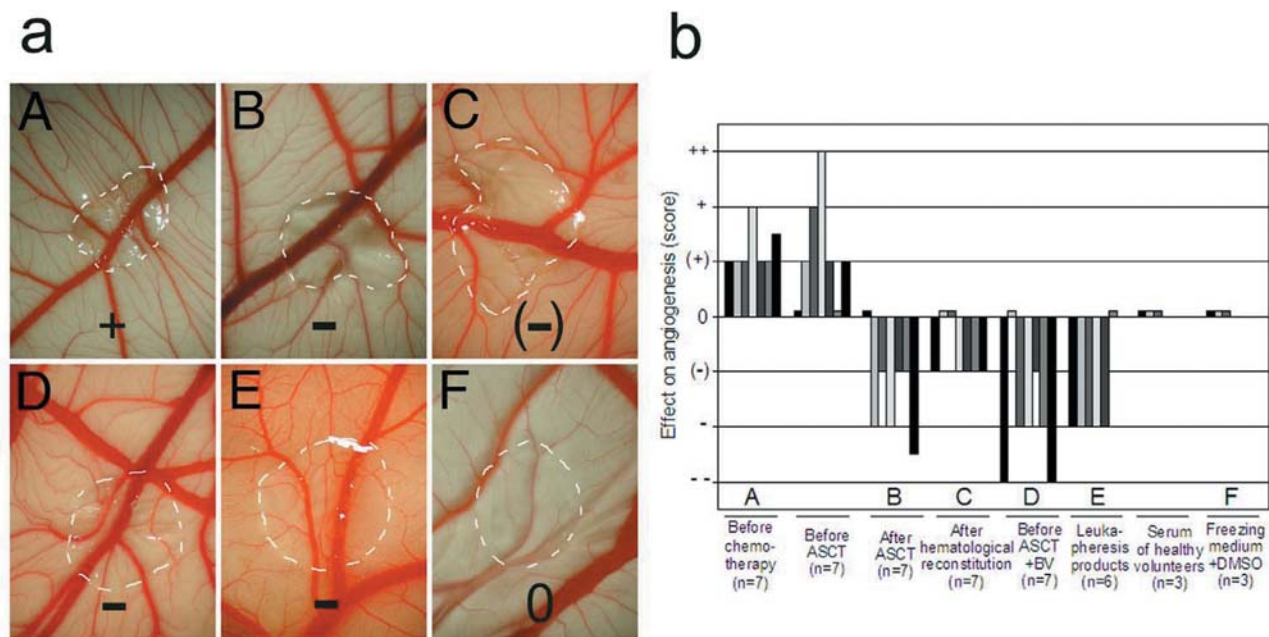 a
b
A
B
C
+
-
(-)
D
E
F
-
-
0
Effect on angiogenesis (score)
++
+
(+)
0
(-)
-
--
A
B
C
D
E
F
Before
chemo-
therapy
(n=7)
Before
ASCT
(n=7)
After
ASCT
(n=7)
After
hematological
reconstitution
(n=7)
Before
ASCT
+BV
(n=7)
Leuka-
pheresis
products
(n=6)
Serum
of healthy
volunteers
(n=3)
Freezing
medium
+DMSO
(n=3)